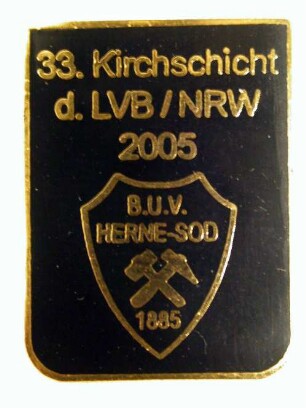 33. Kirchschicht
d. LVB / NRW
2005
B.U.V.
HERNE-SOD
1885